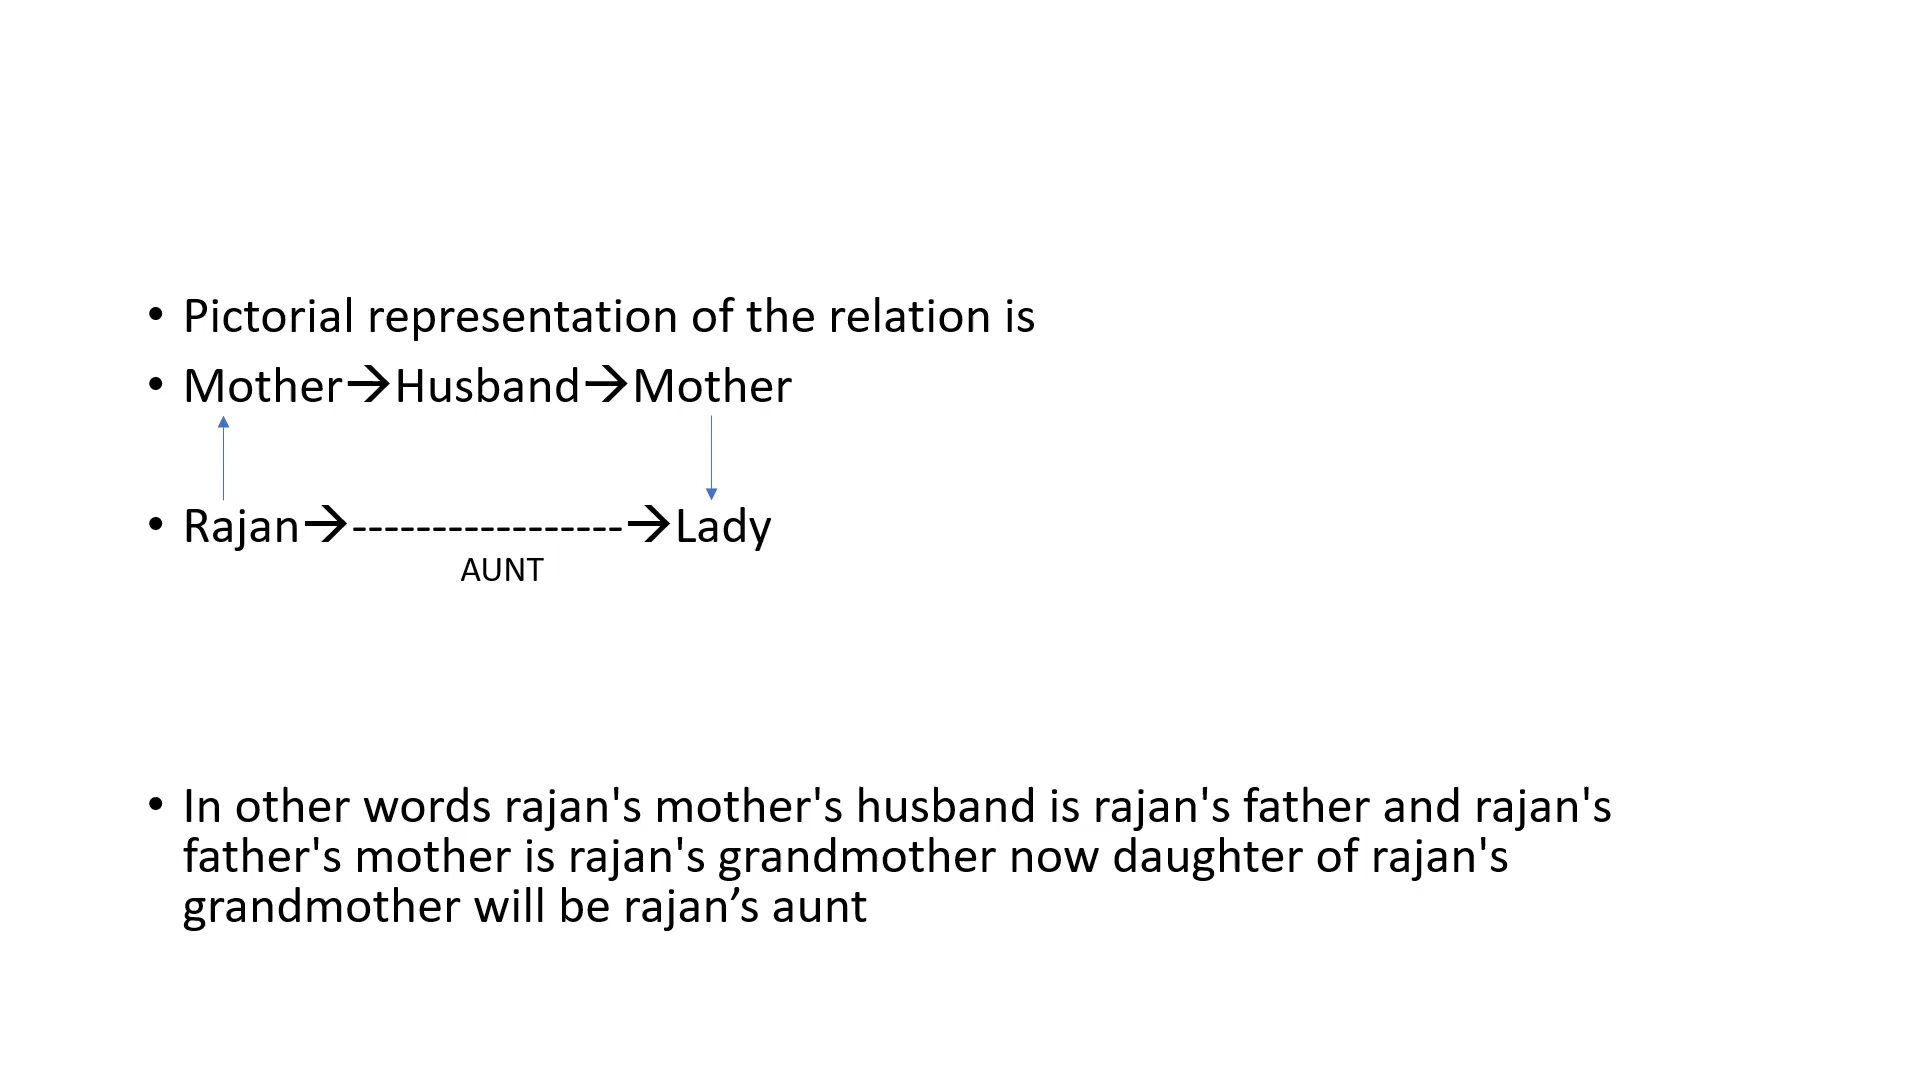 • Pictorial representation of the relation is
• Mother→Husband→Mother
• Rajan→-----------------→Lady
AUNT
• In other words rajan's mother's husband is rajan's father and rajan's
father's mother is rajan's grandmother now daughter of rajan's
grandmother will be rajan’s aunt